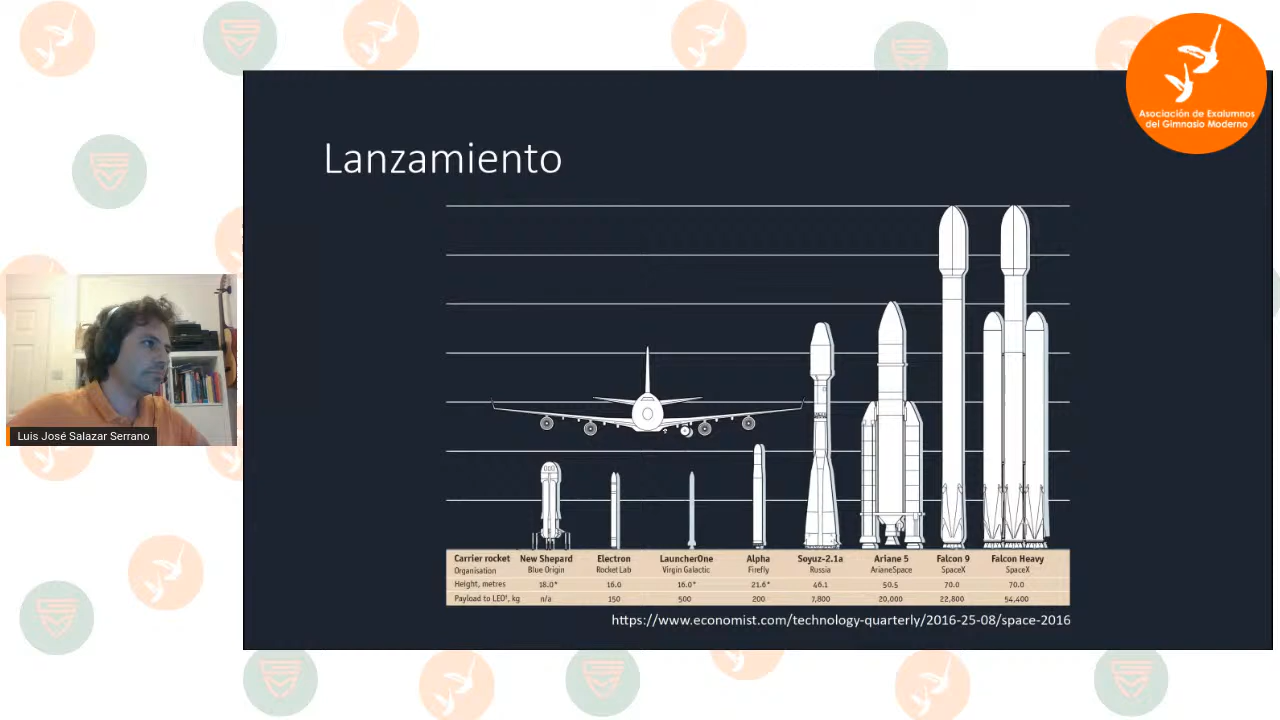 Asociación de Exalumnos
del Gimnasio Moderno
Lanzamiento
Luis José Salazar Serrano
Carrier rocket New Shepard Electron LauncherOne Alpha Soyuz-2.1a Ariane 5 Falcon 9 Falcon Heavy
Organisation Blue Origin Rocket Lab Virgin Galactic Firefly Russia ArianeSpace SpaceX SpaceX
Height, metres 18.0* 16.0 16.0* 21.6* 46.1 50.5 70.0 70.0
Payload to LEO†, kg n/a 150 500 200 7,800 20,000 22,800 54,400
https://www.economist.com/technology-quarterly/2016-25-08/space-2016